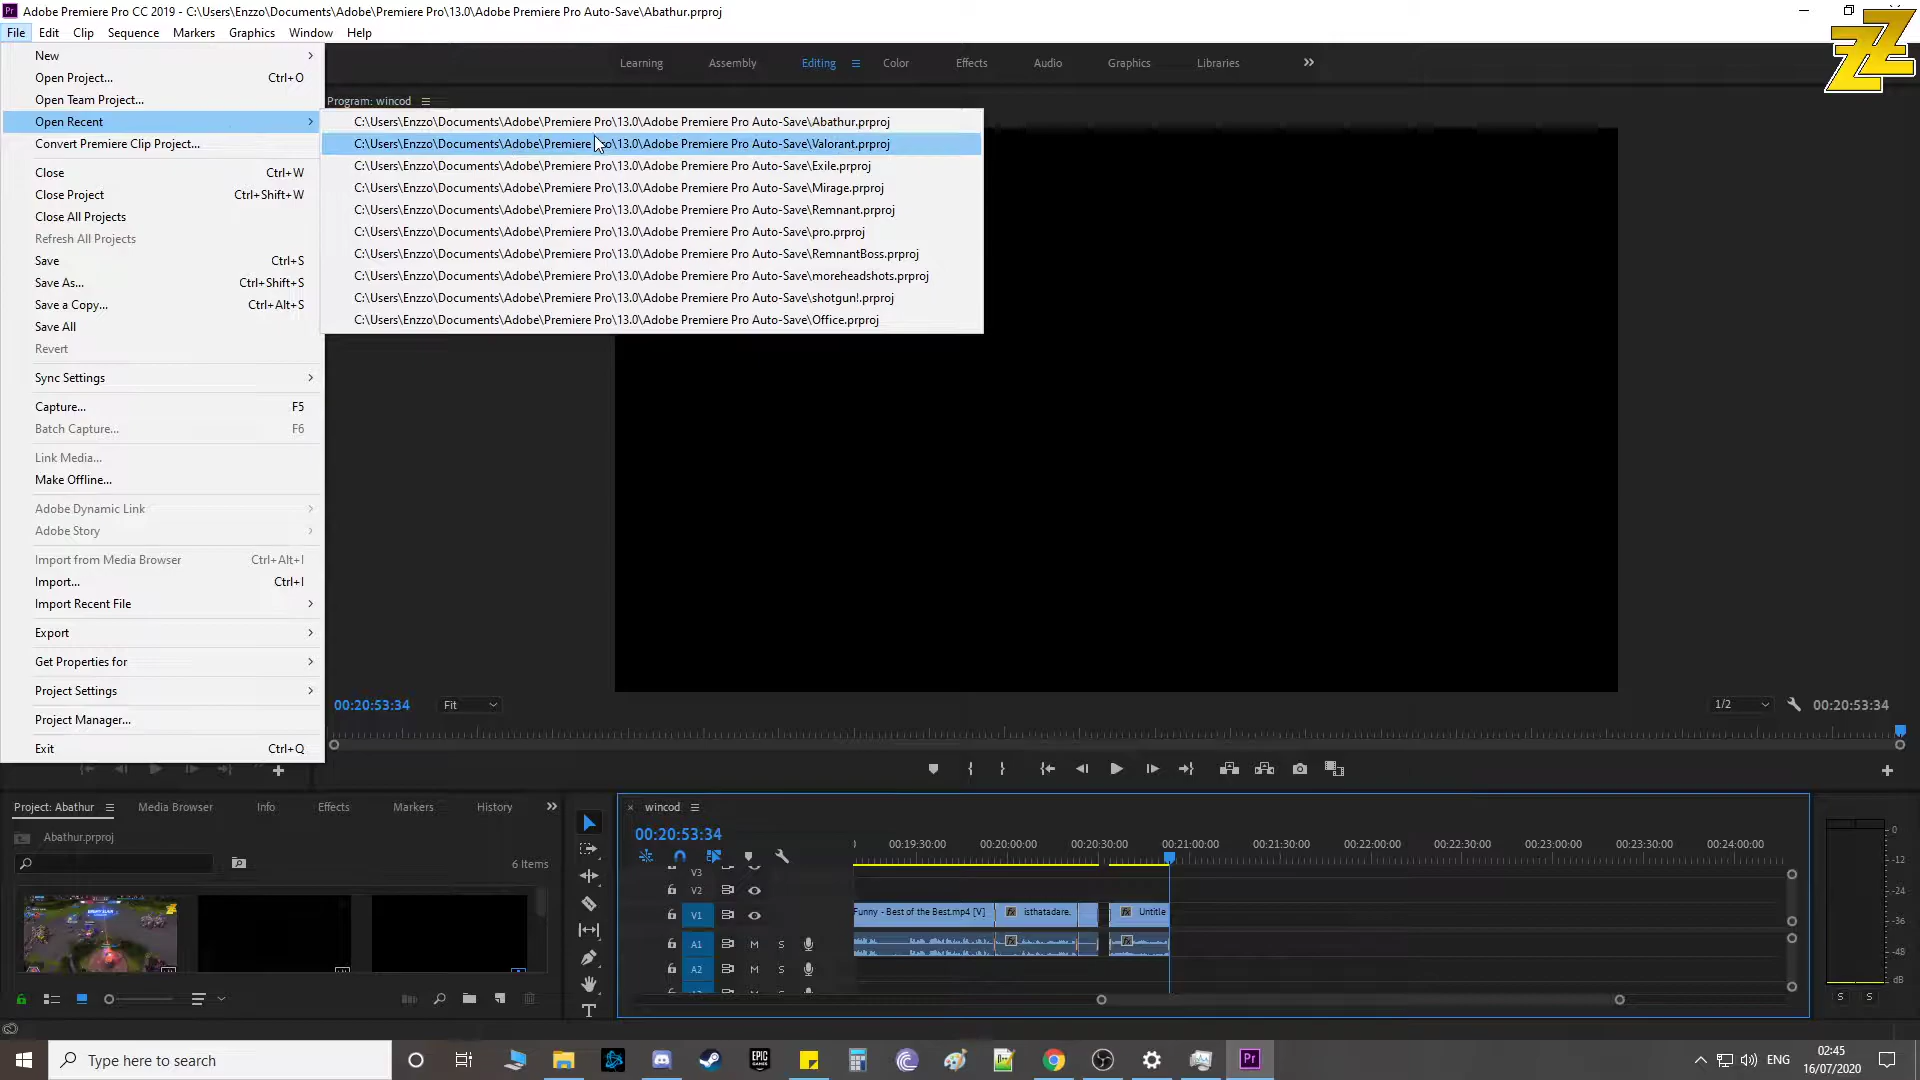 Adobe Premiere Pro CC 2019 - C:\Users\Enzzo\Documents\Adobe\Premiere Pro\13.0\Adobe Premiere Pro Auto-Save\Abathur.prproj
File Edit Clip Sequence Markers Graphics Window Help
Learning Assembly Editing Color Effects Audio Graphics Libraries
New
Open Project... Ctrl+O
Open Team Project...
Open Recent
Convert Premiere Clip Project...
Close Ctrl+W
Close Project Ctrl+Shift+W
Close All Projects
Refresh All Projects
Save Ctrl+S
Save As... Ctrl+Shift+S
Save a Copy... Ctrl+Alt+S
Save All
Revert
Sync Settings
Capture... F5
Batch Capture... F6
Link Media...
Make Offline...
Adobe Dynamic Link
Adobe Story
Import from Media Browser Ctrl+Alt+I
Import... Ctrl+I
Import Recent File
Export
Get Properties for
Project Settings
Project Manager...
Exit Ctrl+Q
Program: wincod
C:\Users\Enzzo\Documents\Adobe\Premiere Pro\13.0\Adobe Premiere Pro Auto-Save\Abathur.prproj
C:\Users\Enzzo\Documents\Adobe\Premiere Pro\13.0\Adobe Premiere Pro Auto-Save\Valorant.prproj
C:\Users\Enzzo\Documents\Adobe\Premiere Pro\13.0\Adobe Premiere Pro Auto-Save\Exile.prproj
C:\Users\Enzzo\Documents\Adobe\Premiere Pro\13.0\Adobe Premiere Pro Auto-Save\Mirage.prproj
C:\Users\Enzzo\Documents\Adobe\Premiere Pro\13.0\Adobe Premiere Pro Auto-Save\Remnant.prproj
C:\Users\Enzzo\Documents\Adobe\Premiere Pro\13.0\Adobe Premiere Pro Auto-Save\pro.prproj
C:\Users\Enzzo\Documents\Adobe\Premiere Pro\13.0\Adobe Premiere Pro Auto-Save\RemnantBoss.prproj
C:\Users\Enzzo\Documents\Adobe\Premiere Pro\13.0\Adobe Premiere Pro Auto-Save\moreheadshots.prproj
C:\Users\Enzzo\Documents\Adobe\Premiere Pro\13.0\Adobe Premiere Pro Auto-Save\shotgun!.prproj
C:\Users\Enzzo\Documents\Adobe\Premiere Pro\13.0\Adobe Premiere Pro Auto-Save\Office.prproj
00:20:53:34 Fit 1/2 00:20:53:34
Project: Abathur Media Browser Info Effects Markers History
Abathur.prproj
6 Items
wincod
00:20:53:34
00:19:30:00 00:20:00:00 00:20:30:00 00:21:00:00 00:21:30:00 00:22:00:00 00:22:30:00 00:23:00:00 00:23:30:00 00:24:00:00
V3
V2
V1 Funny - Best of the Best.mp4 [V] fx isthatadare. fx Untitle
A1 M S
A2 M S
0
-12
-24
-36
-48
dB
S S
Type here to search
EPIC GAMES
Pr
ENG
02:45
16/07/2020